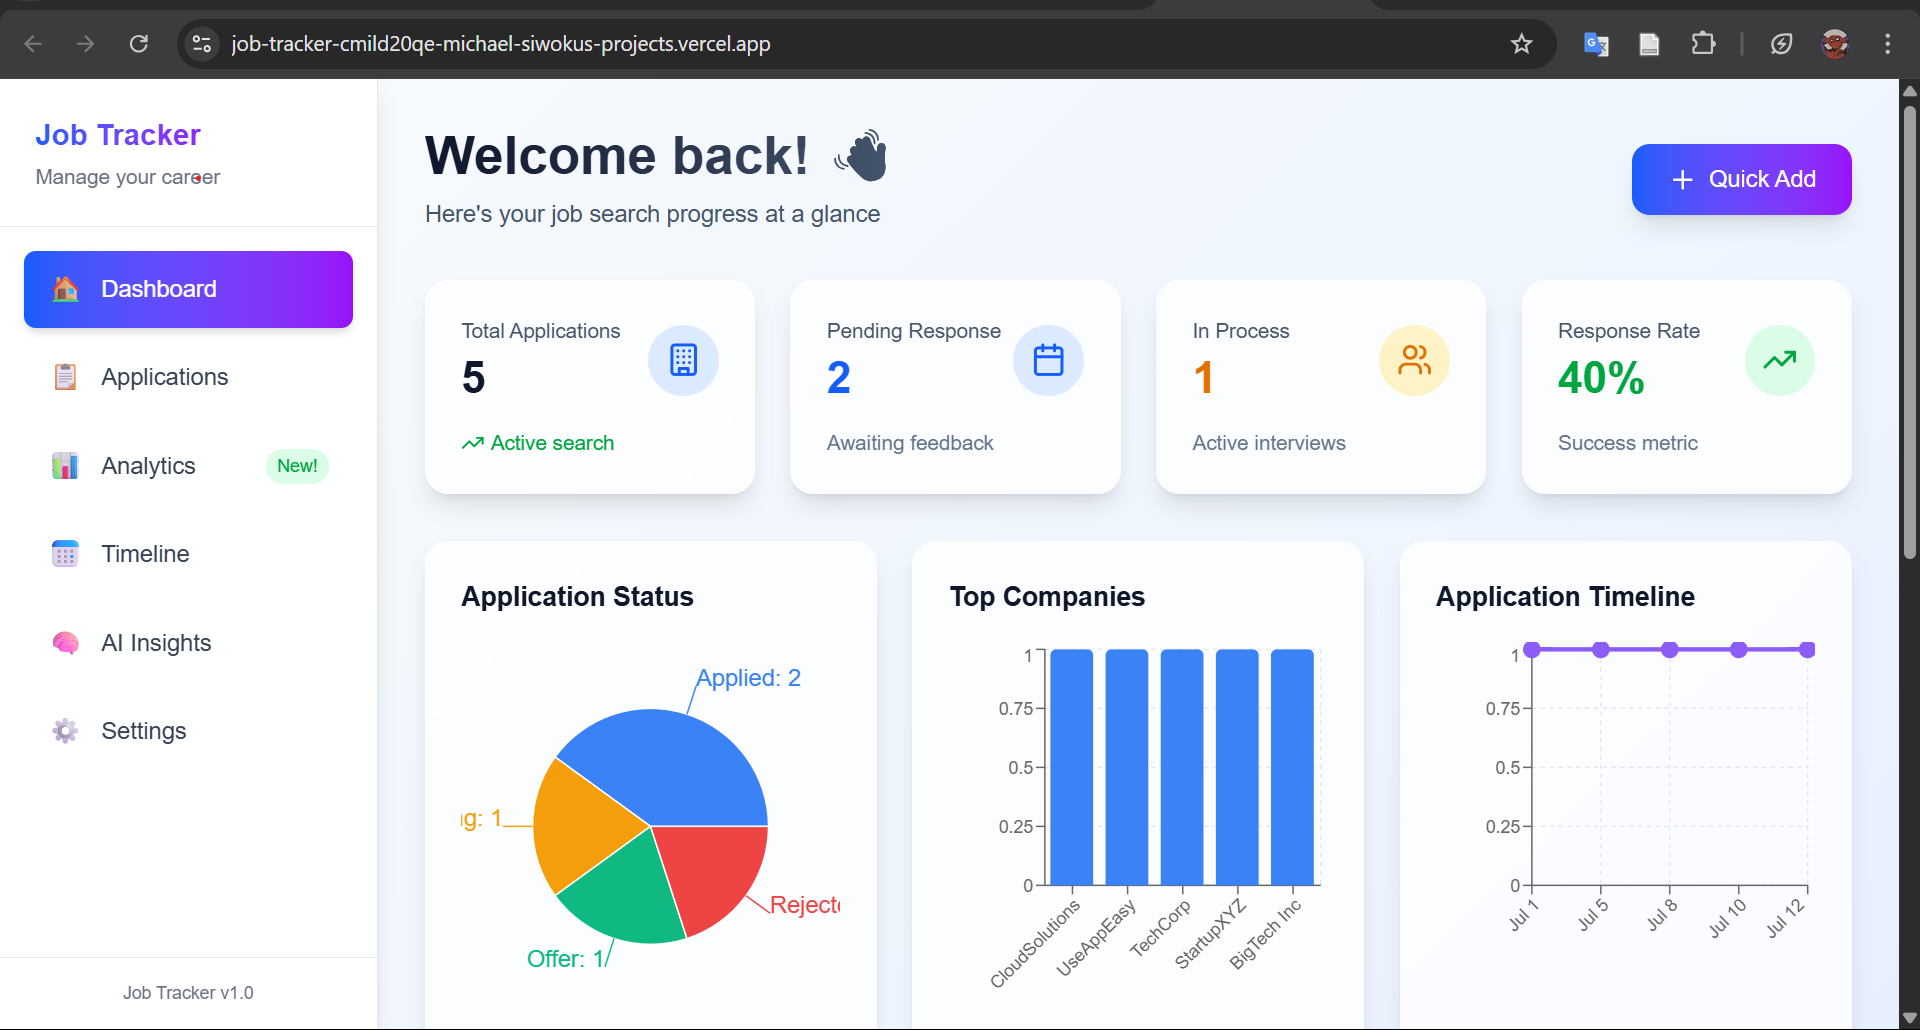 job-tracker-cmild20qe-michael-siwokus-projects.vercel.app
Job Tracker
Manage your career
Dashboard
Applications
Analytics
New!
Timeline
AI Insights
Settings
Job Tracker v1.0
Welcome back!
Here's your job search progress at a glance
Quick Add
Total Applications
5
Active search
Pending Response
2
Awaiting feedback
In Process
1
Active interviews
Response Rate
40%
Success metric
Application Status
Applied: 2
ng: 1
Offer: 1
Reject
Top Companies
1
0.75
0.5
0.25
0
CloudSolutions
UseAppEasy
TechCorp
StartupXYZ
BigTech Inc
Application Timeline
1
0.75
0.5
0.25
0
Jul 1
Jul 5
Jul 8
Jul 10
Jul 12